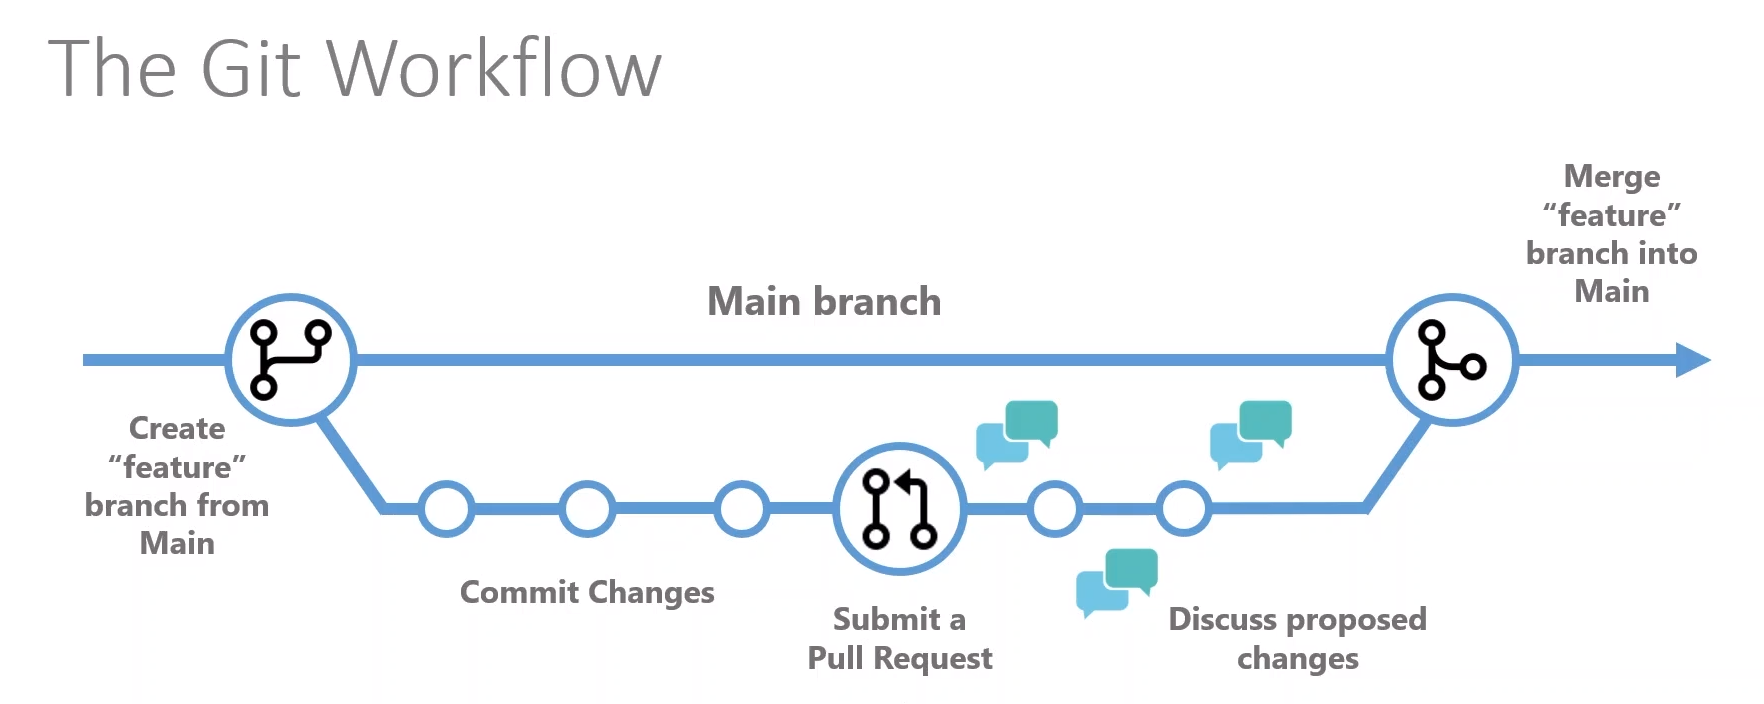 The Git Workflow
Merge
“feature”
branch into
Main
Main branch
Create
“feature”
branch from
Main
Commit Changes
Submit a
Pull Request
Discuss proposed
changes